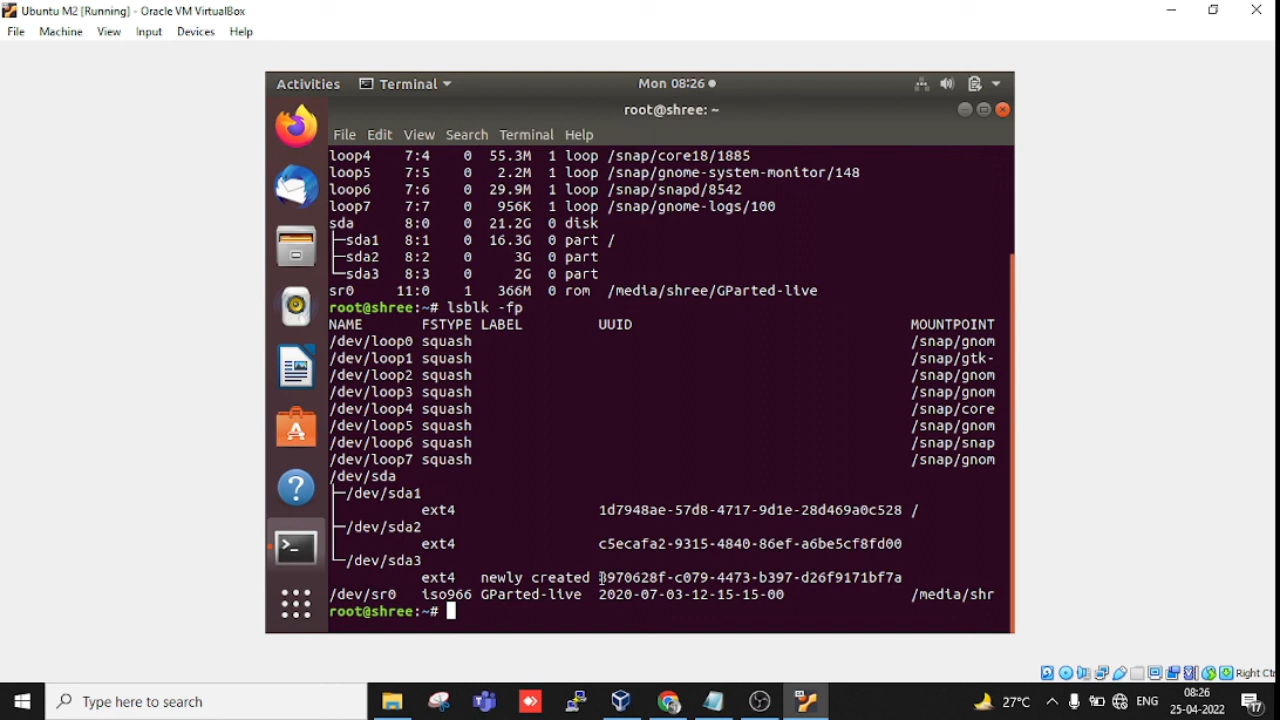 Ubuntu M2 [Running] - Oracle VM VirtualBox
File Machine View Input Devices Help
Activities Terminal Mon 08:26
root@shree: ~
File Edit View Search Terminal Help
loop4 7:4 0 55.3M 1 loop /snap/core18/1885
loop5 7:5 0 2.2M 1 loop /snap/gnome-system-monitor/148
loop6 7:6 0 29.9M 1 loop /snap/snapd/8542
loop7 7:7 0 956K 1 loop /snap/gnome-logs/100
sda 8:0 0 21.2G 0 disk
├─sda1 8:1 0 16.3G 0 part /
├─sda2 8:2 0 3G 0 part
└─sda3 8:3 0 2G 0 part
sr0 11:0 1 366M 0 rom /media/shree/GParted-live
root@shree:~# lsblk -fp
NAME FSTYPE LABEL UUID MOUNTPOINT
/dev/loop0 squash /snap/gnom
/dev/loop1 squash /snap/gtk-
/dev/loop2 squash /snap/gnom
/dev/loop3 squash /snap/gnom
/dev/loop4 squash /snap/core
/dev/loop5 squash /snap/gnom
/dev/loop6 squash /snap/snap
/dev/loop7 squash /snap/gnom
/dev/sda
├─/dev/sda1
ext4 1d7948ae-57d8-4717-9d1e-28d469a0c528 /
├─/dev/sda2
ext4 c5ecafa2-9315-4840-86ef-a6be5cf8fd00
└─/dev/sda3
ext4 newly created
/dev/sr0 iso966 GParted-live 2020-07-03-12-15-15-00 /media/shr
root@shree:~#
Right Ct
Type here to search
27°C ENG 08:26
25-04-2022 17